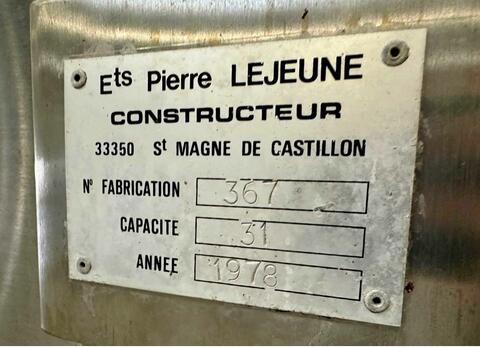 Ets Pierre LEJEUNE
CONSTRUCTEUR
33350 St MAGNE DE CASTILLON
No FABRICATION 367
CAPACITE 31
ANNEE 1978